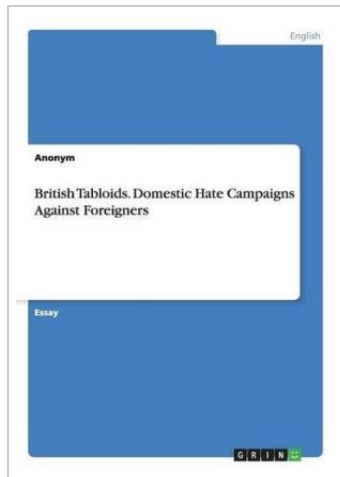 English
Anonym
British Tabloids. Domestic Hate Campaigns
Against Foreigners
Essay
GRIN